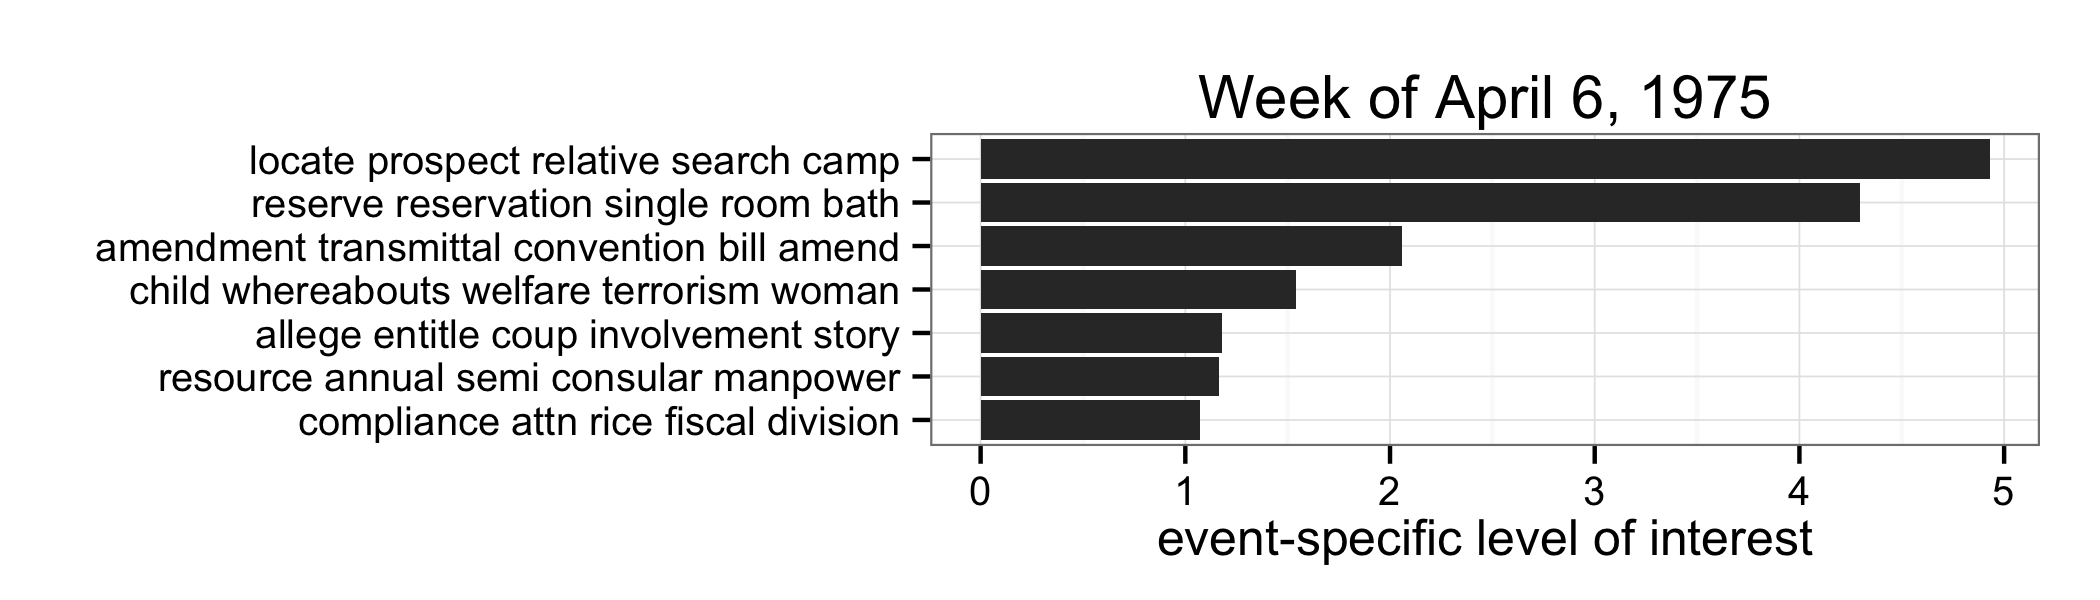 Week of April 6, 1975
locate prospect relative search camp
reserve reservation single room bath
amendment transmittal convention bill amend
child whereabouts welfare terrorism woman
allege entitle coup involvement story
resource annual semi consular manpower
compliance attn rice fiscal division
0 1 2 3 4 5
event-specific level of interest